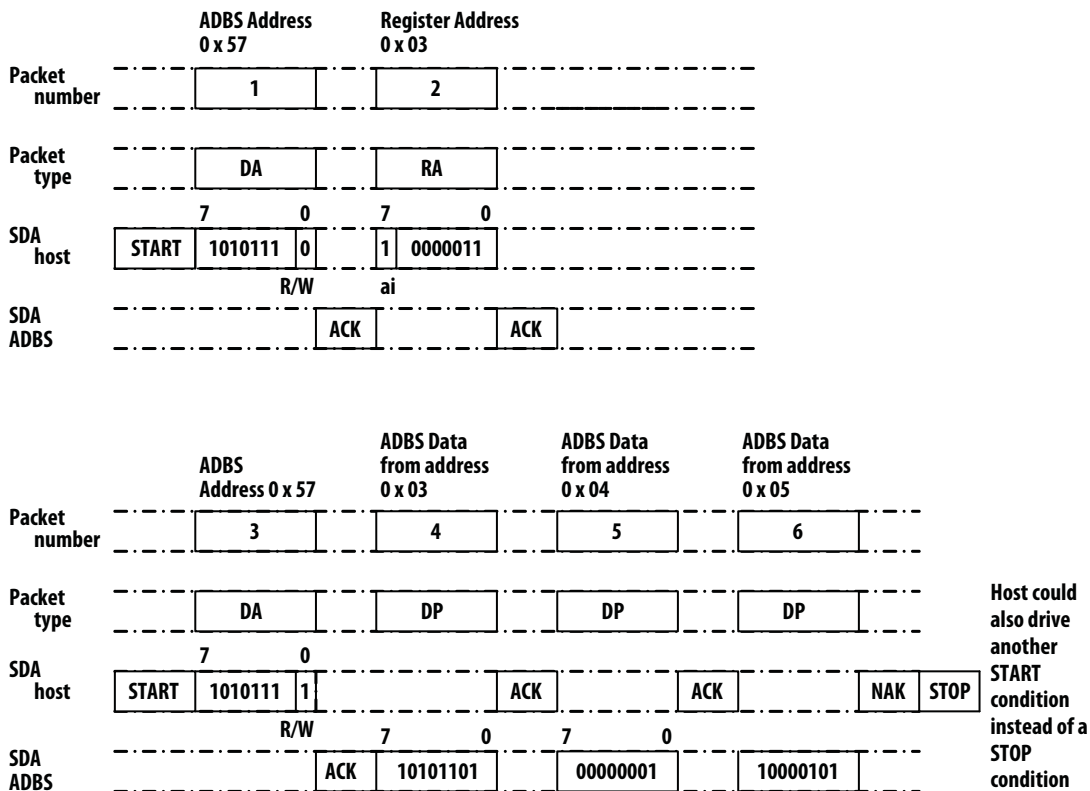 ADBS Address
0 x 57
Register Address
0 x 03
Packet
number
1
2
Packet
type
DA
RA
7 0 7 0
SDA
host
START 1010111 0 1 0000011
R/W ai
SDA
ADBS
ACK ACK
ADBS
Address 0 x 57
ADBS Data
from address
0 x 03
ADBS Data
from address
0 x 04
ADBS Data
from address
0 x 05
Packet
number
3 4 5 6
Packet
type
DA DP DP DP
7 0
SDA
host
START 1010111 1 ACK ACK NAK STOP
R/W 7 0 7 0
SDA
ADBS
ACK 10101101 00000001 10000101
Host could
also drive
another
START
condition
instead of a
STOP
condition